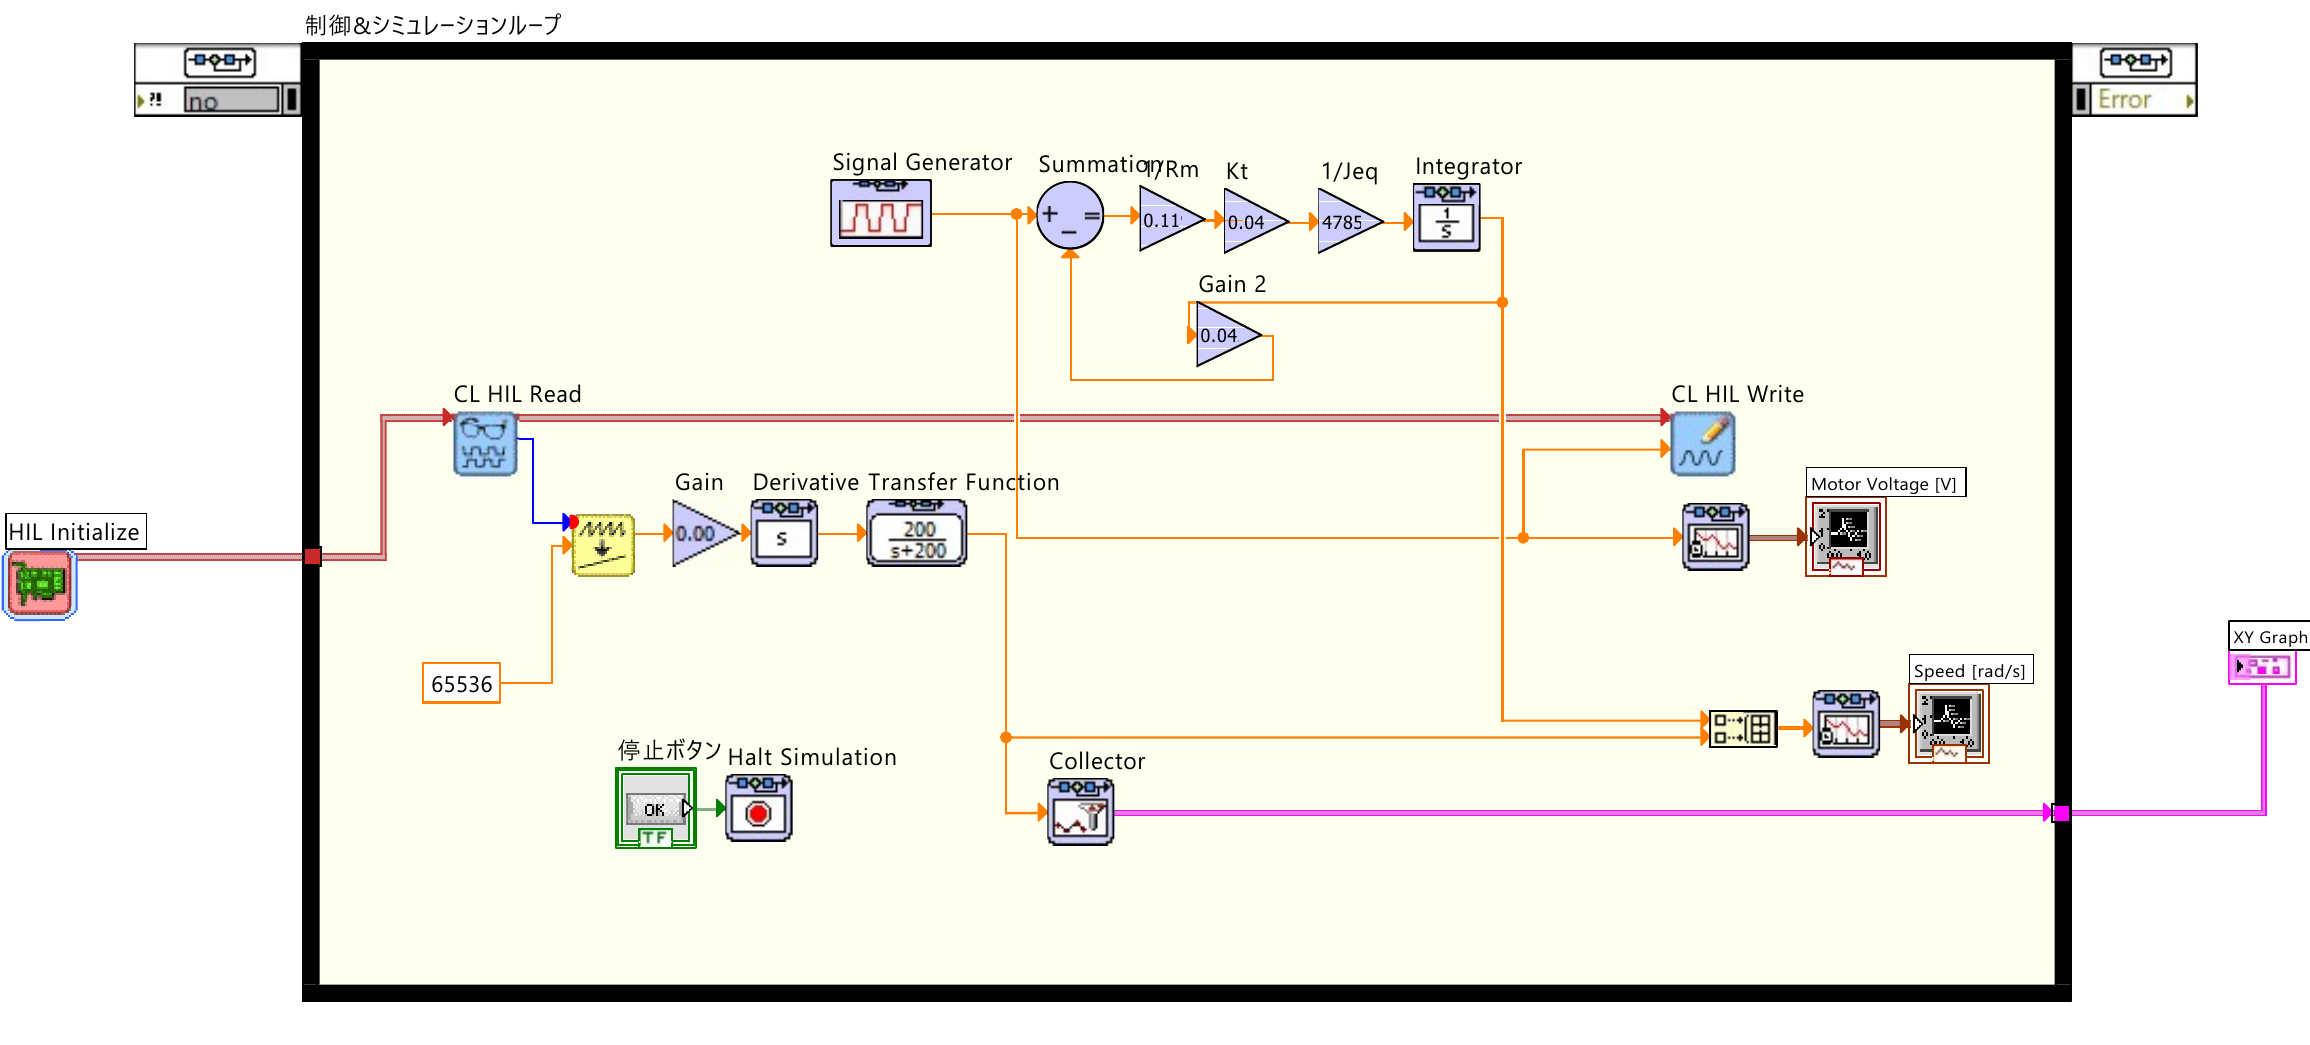 制御&シミュレーションループ
?!
no
Error
Signal Generator
Summation
1/Rm
Kt
1/Jeq
Integrator
+
=
−
0.11
0.04
4785
1
s
Gain 2
0.04
CL HIL Read
CL HIL Write
Gain
Derivative
Transfer Function
Motor Voltage [V]
HIL Initialize
0.00
s
200
s+200
XY Graph
Speed [rad/s]
65536
停止ボタン
Halt Simulation
Collector
OK
TF